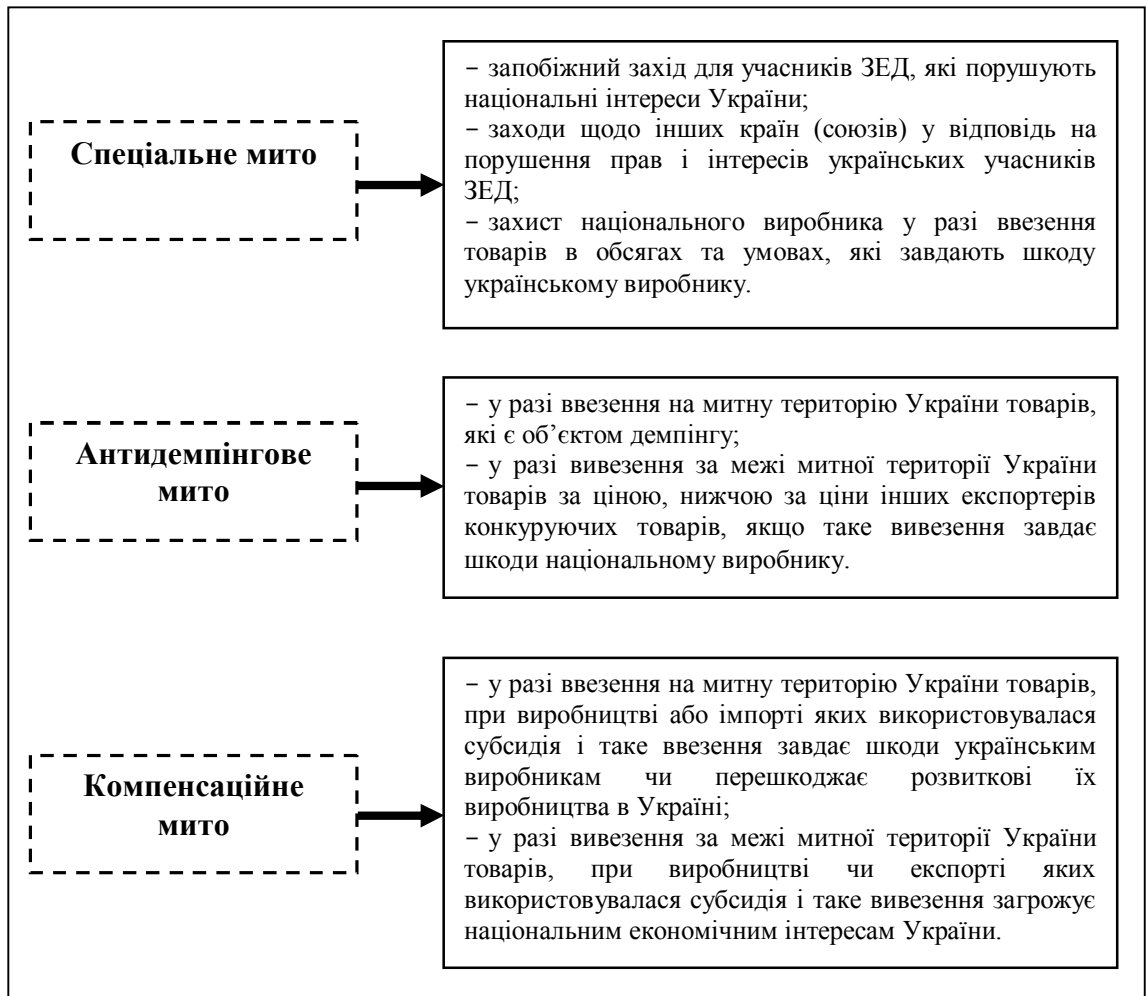 Спеціальне мито
– запобіжний захід для учасників ЗЕД, які порушують
національні інтереси України;
– заходи щодо інших країн (союзів) у відповідь на
порушення прав і інтересів українських учасників
ЗЕД;
– захист національного виробника у разі ввезення
товарів в обсягах та умовах, які завдають шкоду
українському виробнику.
Антидемпінгове
мито
– у разі ввезення на митну територію України товарів,
які є об’єктом демпінгу;
– у разі вивезення за межі митної території України
товарів за ціною, нижчою за ціни інших експортерів
конкуруючих товарів, якщо таке вивезення завдає
шкоди національному виробнику.
Компенсаційне
мито
– у разі ввезення на митну територію України товарів,
при виробництві або імпорті яких використовувалася
субсидія і таке ввезення завдає шкоди українським
виробникам чи перешкоджає розвиткові їх
виробництва в Україні;
– у разі вивезення за межі митної території України
товарів, при виробництві чи експорті яких
використовувалася субсидія і таке вивезення загрожує
національним економічним інтересам України.